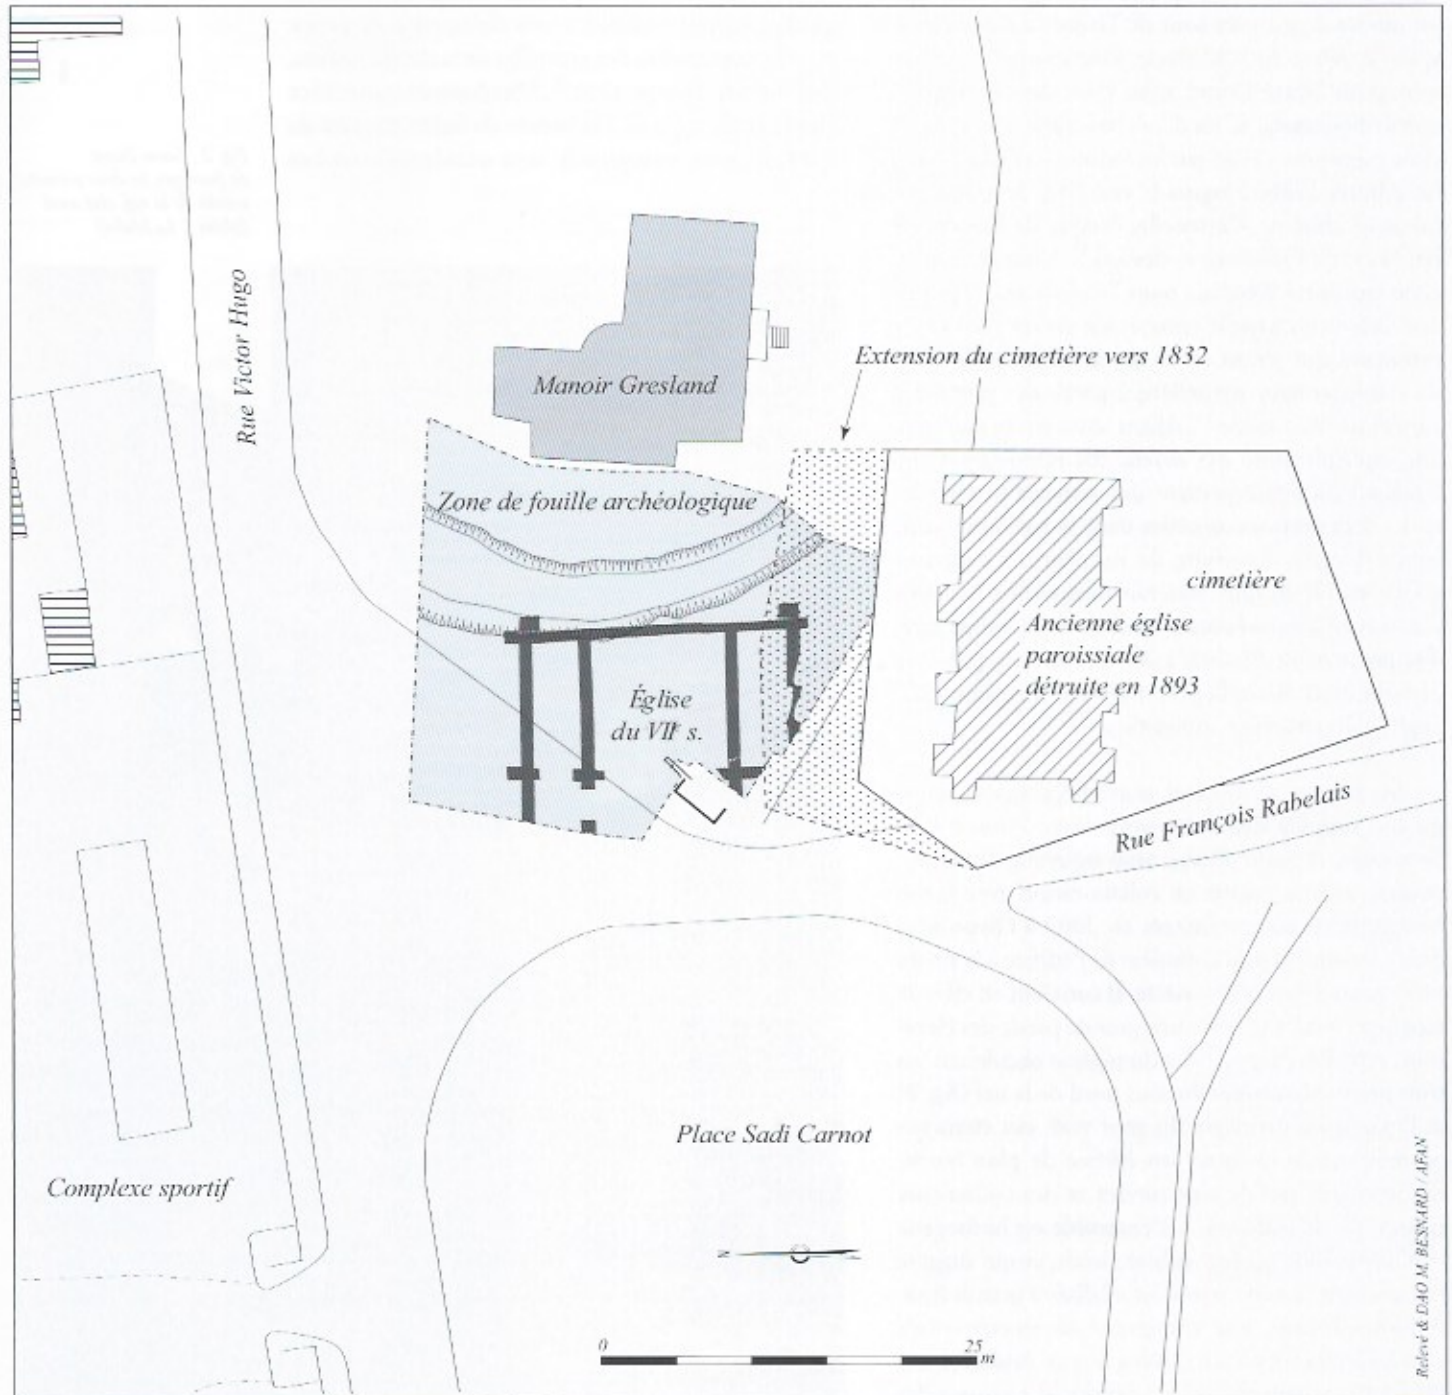 Rue Victor Hugo
Manoir Gresland
Extension du cimetière vers 1832
Zone de fouille archéologique
cimetière
Ancienne église
paroissiale
détruite en 1893
Église
du VIIe s.
Rue François Rabelais
Place Sadi Carnot
Complexe sportif
N
0 25
m
Relevé & DAO M. BESNARD / AFAN